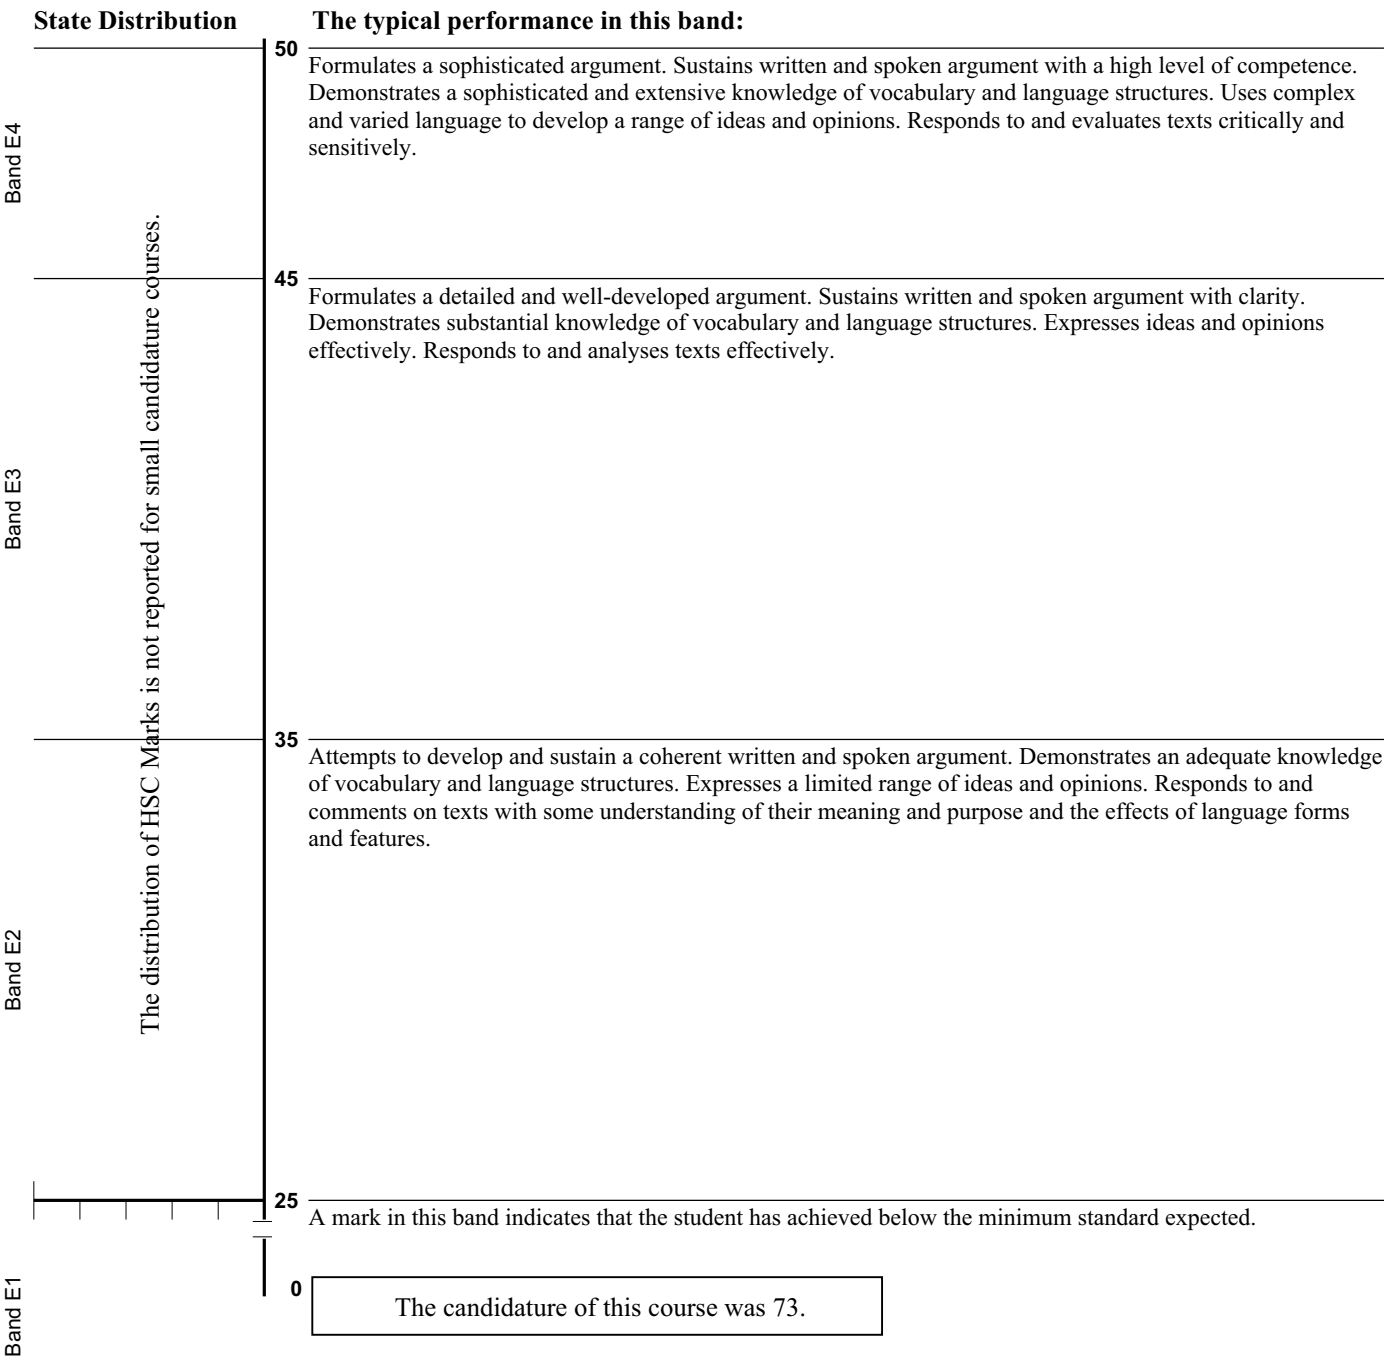 State Distribution
The typical performance in this band:
50
Formulates a sophisticated argument. Sustains written and spoken argument with a high level of competence.
Demonstrates a sophisticated and extensive knowledge of vocabulary and language structures. Uses complex
and varied language to develop a range of ideas and opinions. Responds to and evaluates texts critically and
sensitively.
Band E4
45
Formulates a detailed and well-developed argument. Sustains written and spoken argument with clarity.
Demonstrates substantial knowledge of vocabulary and language structures. Expresses ideas and opinions
effectively. Responds to and analyses texts effectively.
Band E3
The distribution of HSC Marks is not reported for small candidature courses.
35
Attempts to develop and sustain a coherent written and spoken argument. Demonstrates an adequate knowledge
of vocabulary and language structures. Expresses a limited range of ideas and opinions. Responds to and
comments on texts with some understanding of their meaning and purpose and the effects of language forms
and features.
Band E2
25
A mark in this band indicates that the student has achieved below the minimum standard expected.
0
The candidature of this course was 73.
Band E1